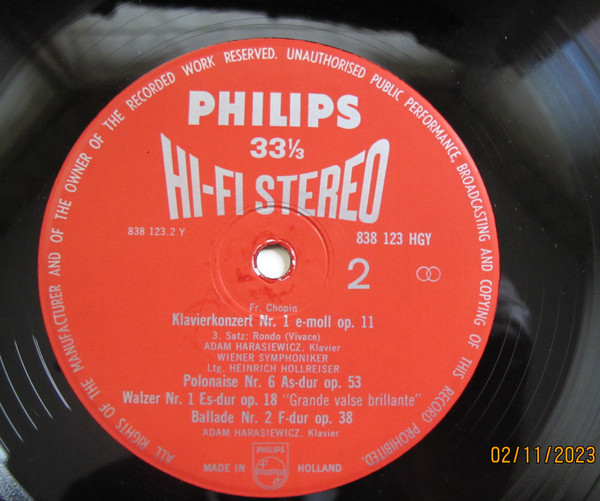 ALL RIGHTS OF THE MANUFACTURER AND OF THE OWNER OF THE RECORDED WORK RESERVED. UNAUTHORISED PUBLIC PERFORMANCE, BROADCASTING AND COPYING OF THIS RECORD PROHIBITED.
PHILIPS
33⅓
HI-FI STEREO
838 123.2 Y
838 123 HGY
2
Fr. Chopin
Klavierkonzert Nr. 1 e-moll op. 11
3. Satz: Rondo (Vivace)
ADAM HARASIEWICZ, Klavier
WIENER SYMPHONIKER
Ltg. HEINRICH HOLLREISER
Polonaise Nr. 6 As-dur op. 53
Walzer Nr. 1 Es-dur op. 18 "Grande valse brillante"
Ballade Nr. 2 F-dur op. 38
ADAM HARASIEWICZ, Klavier
PHILIPS
MADE IN HOLLAND
02/11/2023